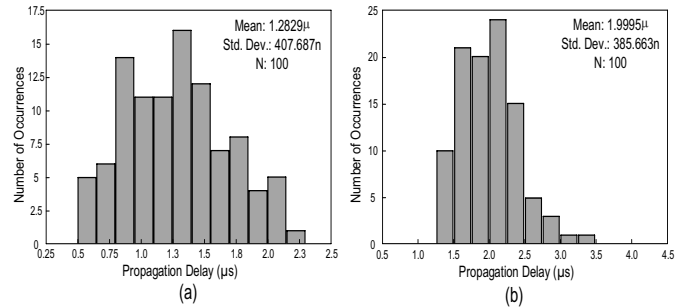 17.5
15
12.5
10
7.5
5
2.5
0
Number of Occurrences
Mean: 1.2829µ
Std. Dev.: 407.687n
N: 100
0.25 0.5 0.8 1.0 1.3 1.5 1.8 2.0 2.3 2.5
Propagation Delay (µs)
(a)
25
20
15
10
5
0
Number of Occurrences
Mean: 1.9995µ
Std. Dev.: 385.663n
N: 100
0.5 1.0 1.5 2.0 2.5 3.0 3.5 4.0 4.5
Propagation Delay (µs)
(b)